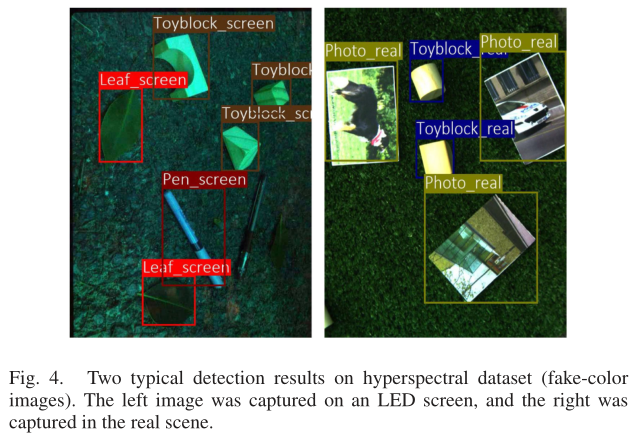 Toyblock_screen
Leaf_screen
Toyblock
Toyblock_scr
Pen_screen
Leaf_screen
Photo_real
Toyblock_real
Photo_real
Toyblock_real
Photo_real
Fig. 4. Two typical detection results on hyperspectral dataset (fake-color
images). The left image was captured on an LED screen, and the right was
captured in the real scene.